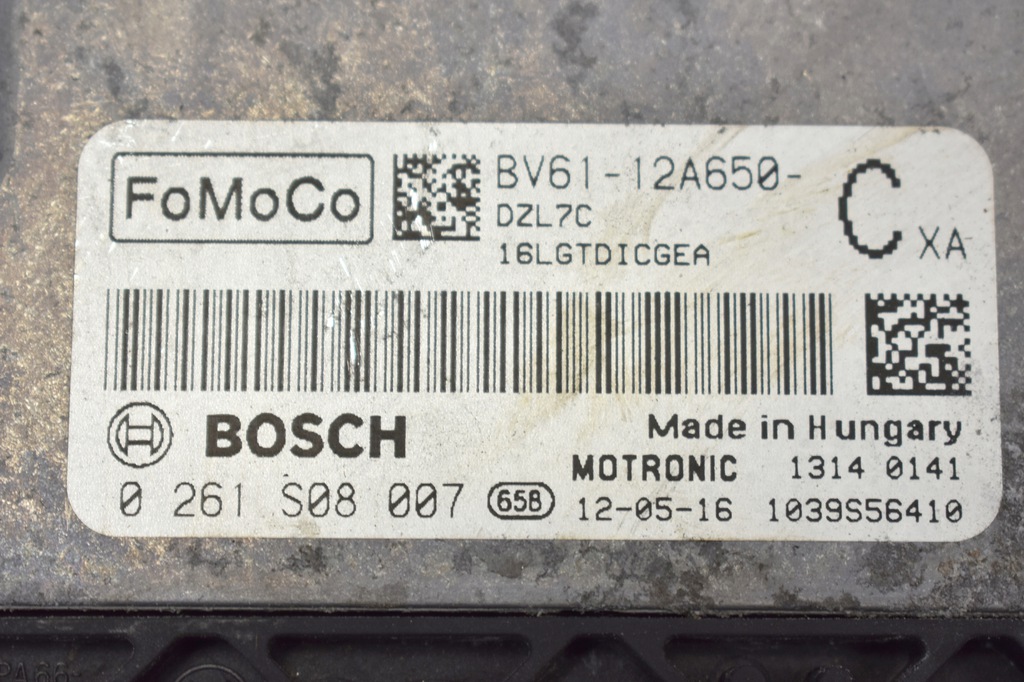 FoMoCo
BV61-12A650-
C
XA
DZL7C
16LGTDICGEA
BOSCH
Made in Hungary
MOTRONIC 1314 0141
0 261 S08 007 65B 12-05-16 1039S56410